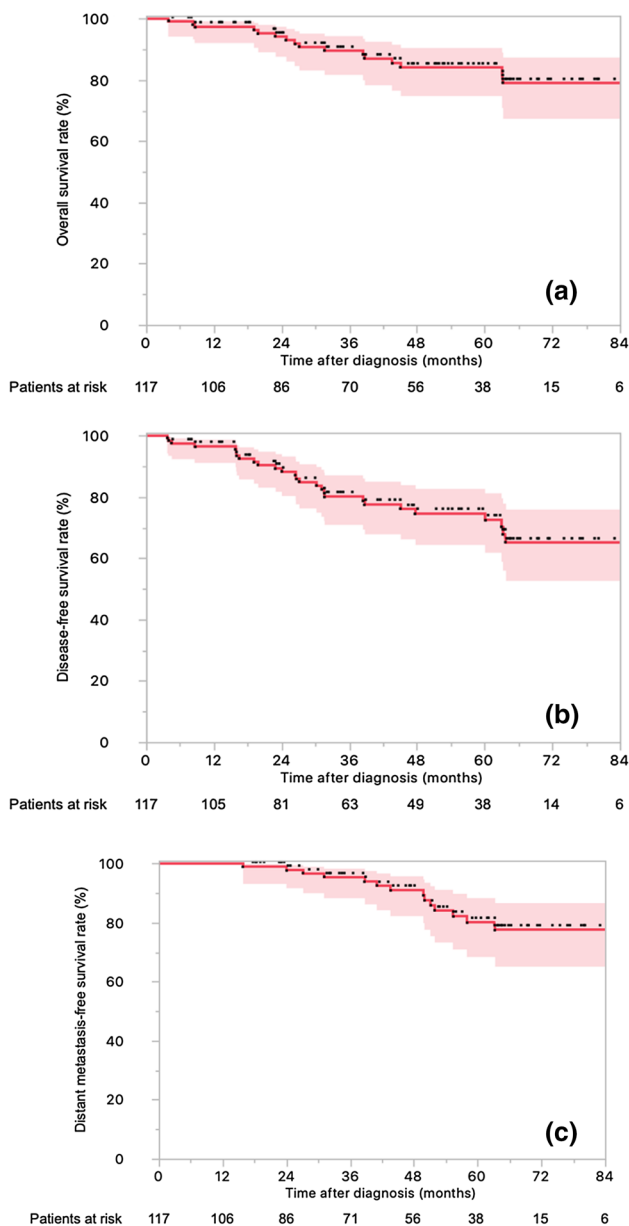 100
80
60
40
20
0
Overall survival rate (%)
(a)
0 12 24 36 48 60 72 84
Time after diagnosis (months)
Patients at risk 117 106 86 70 56 38 15 6
100
80
60
40
20
0
Disease-free survival rate (%)
(b)
0 12 24 36 48 60 72 84
Time after diagnosis (months)
Patients at risk 117 105 81 63 49 38 14 6
100
80
60
40
20
0
Distant metastasis-free survival rate (%)
(c)
0 12 24 36 48 60 72 84
Time after diagnosis (months)
Patients at risk 117 106 86 71 56 38 15 6